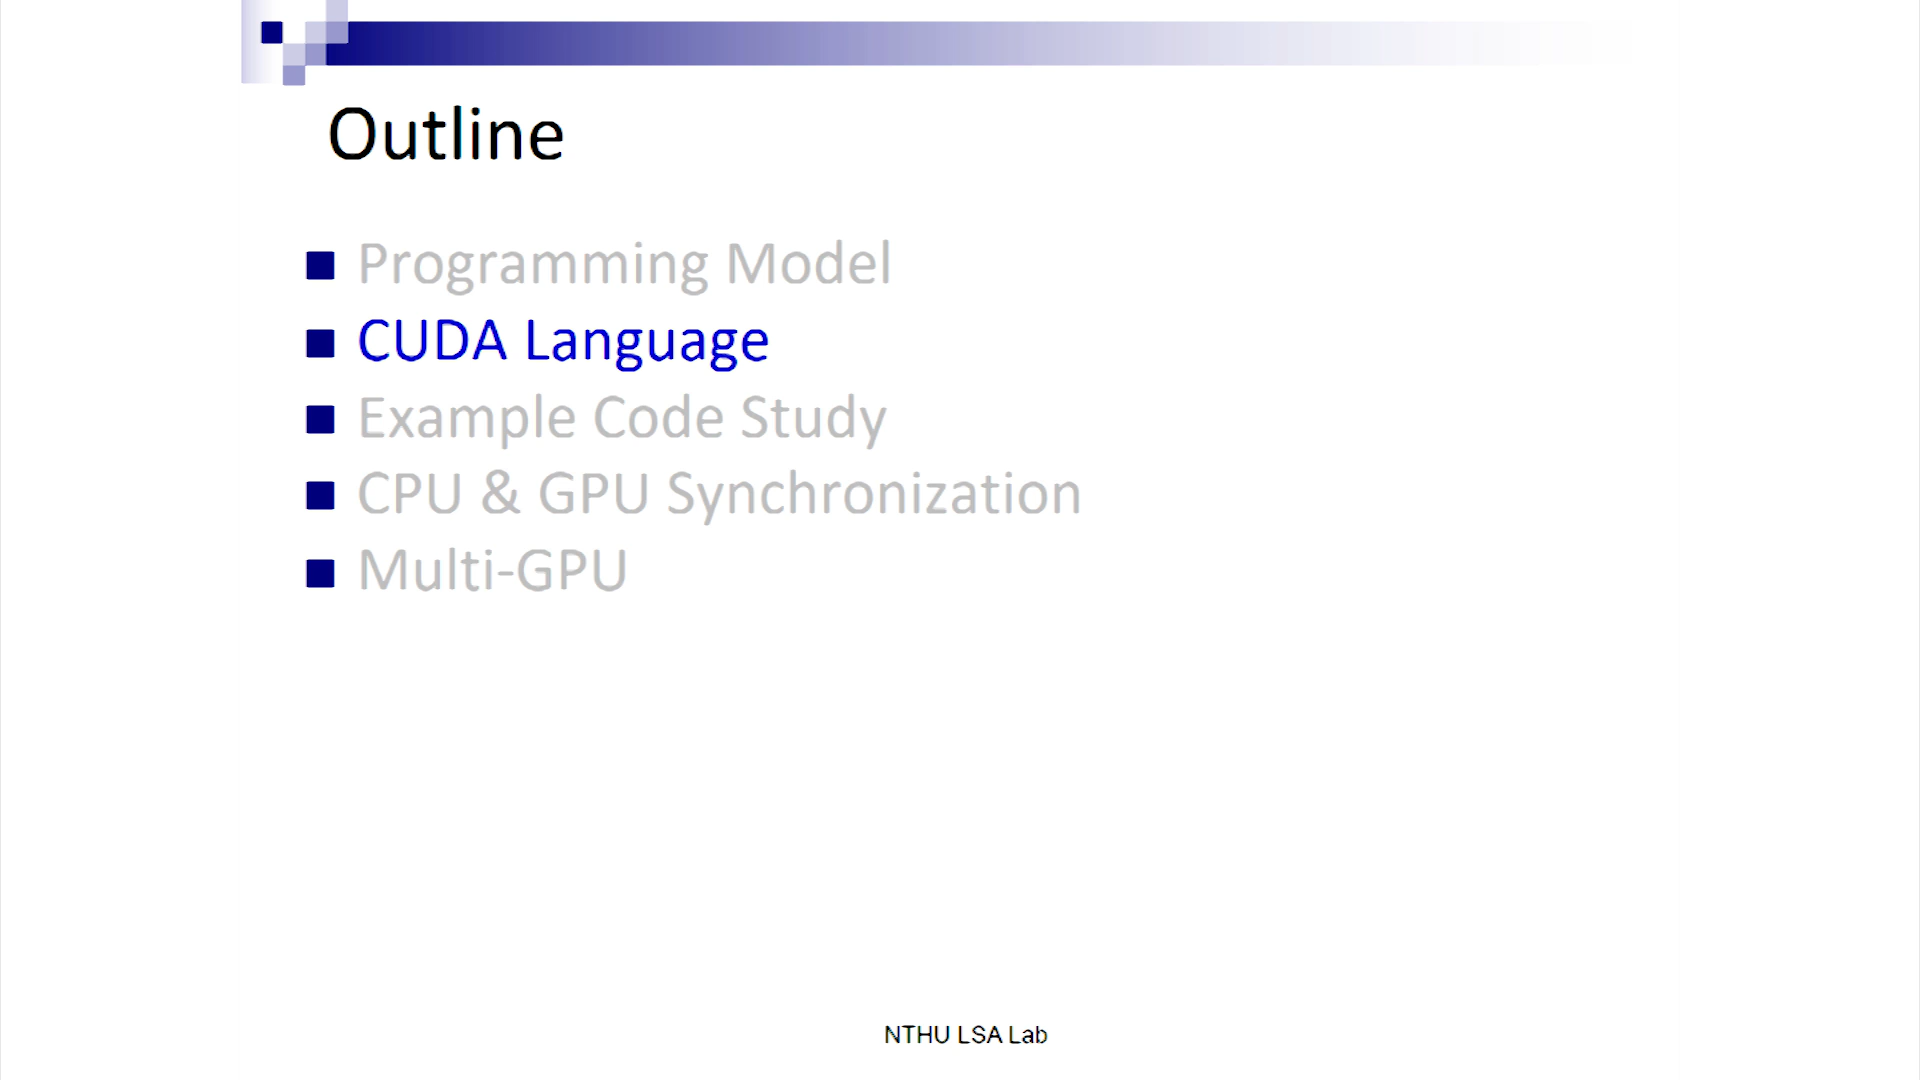 Outline
Programming Model
CUDA Language
Example Code Study
CPU & GPU Synchronization
Multi-GPU
NTHU LSA Lab